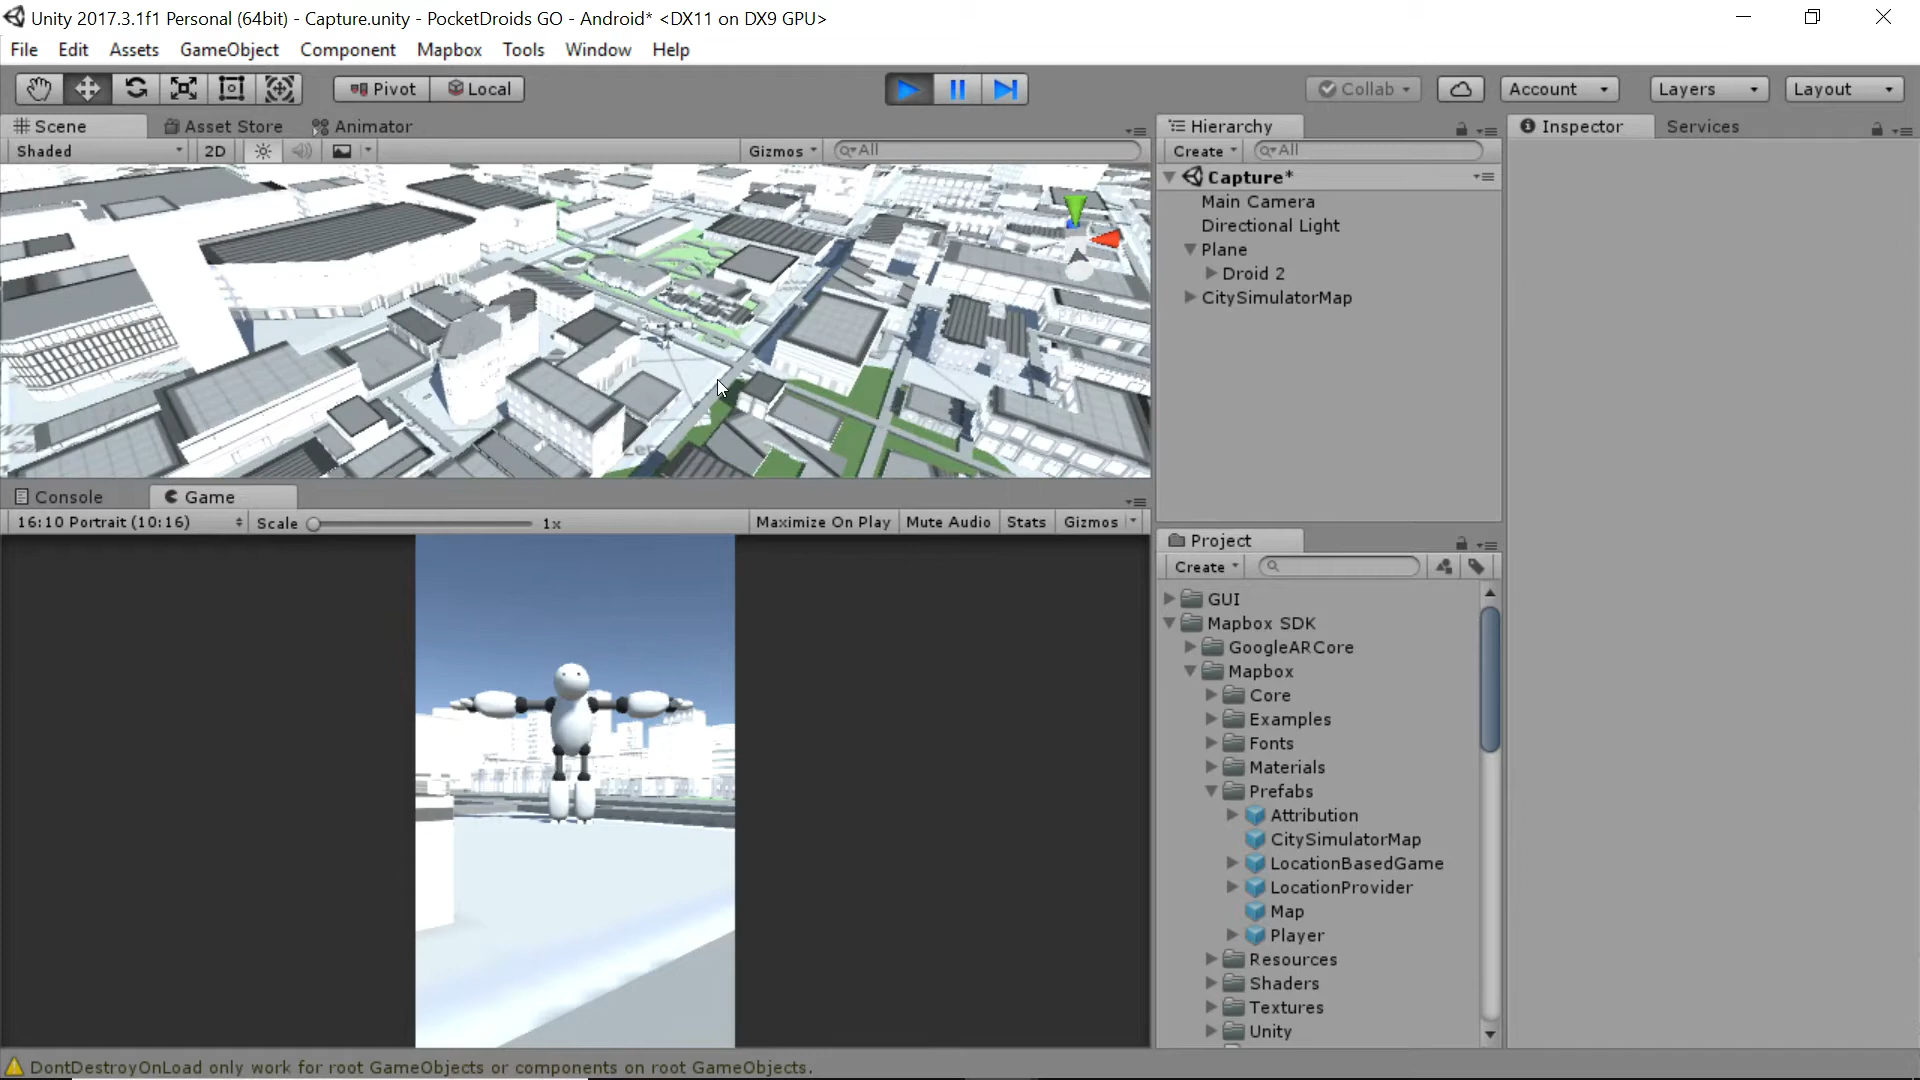 Unity 2017.3.1f1 Personal (64bit) - Capture.unity - PocketDroids GO - Android* <DX11 on DX9 GPU>
File Edit Assets GameObject Component Mapbox Tools Window Help
Pivot Local Collab Account Layers Layout
Scene Asset Store Animator
Shaded 2D Gizmos All
Hierarchy
Create All
Capture*
Main Camera
Directional Light
Plane
Droid 2
CitySimulatorMap
Inspector Services
Console Game
16:10 Portrait (10:16) Scale 1x Maximize On Play Mute Audio Stats Gizmos
Project
Create
GUI
Mapbox SDK
GoogleARCore
Mapbox
Core
Examples
Fonts
Materials
Prefabs
Attribution
CitySimulatorMap
LocationBasedGame
LocationProvider
Map
Player
Resources
Shaders
Textures
Unity
DontDestroyOnLoad only work for root GameObjects or components on root GameObjects.